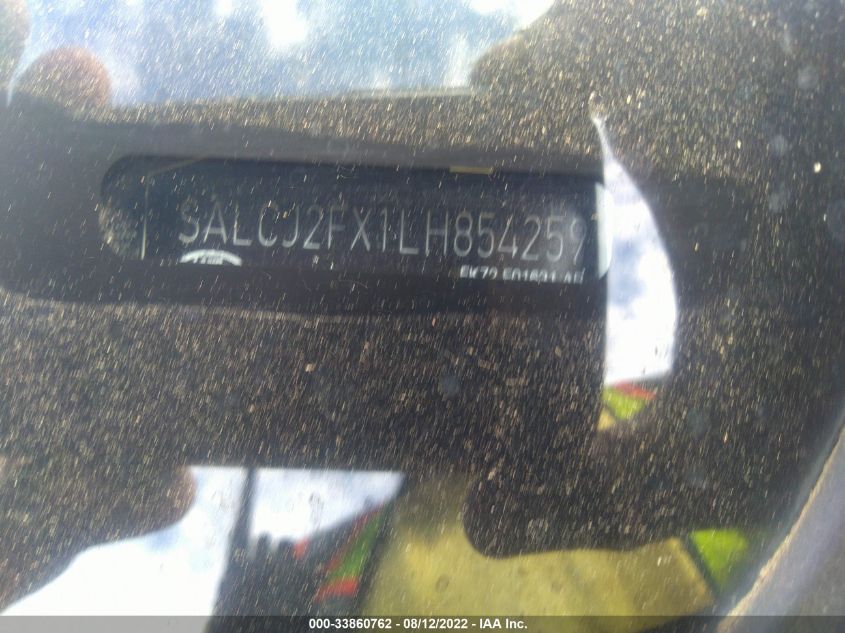 SALCJ2FX1LH854259
000-33860762 - 08/12/2022 - IAA Inc.